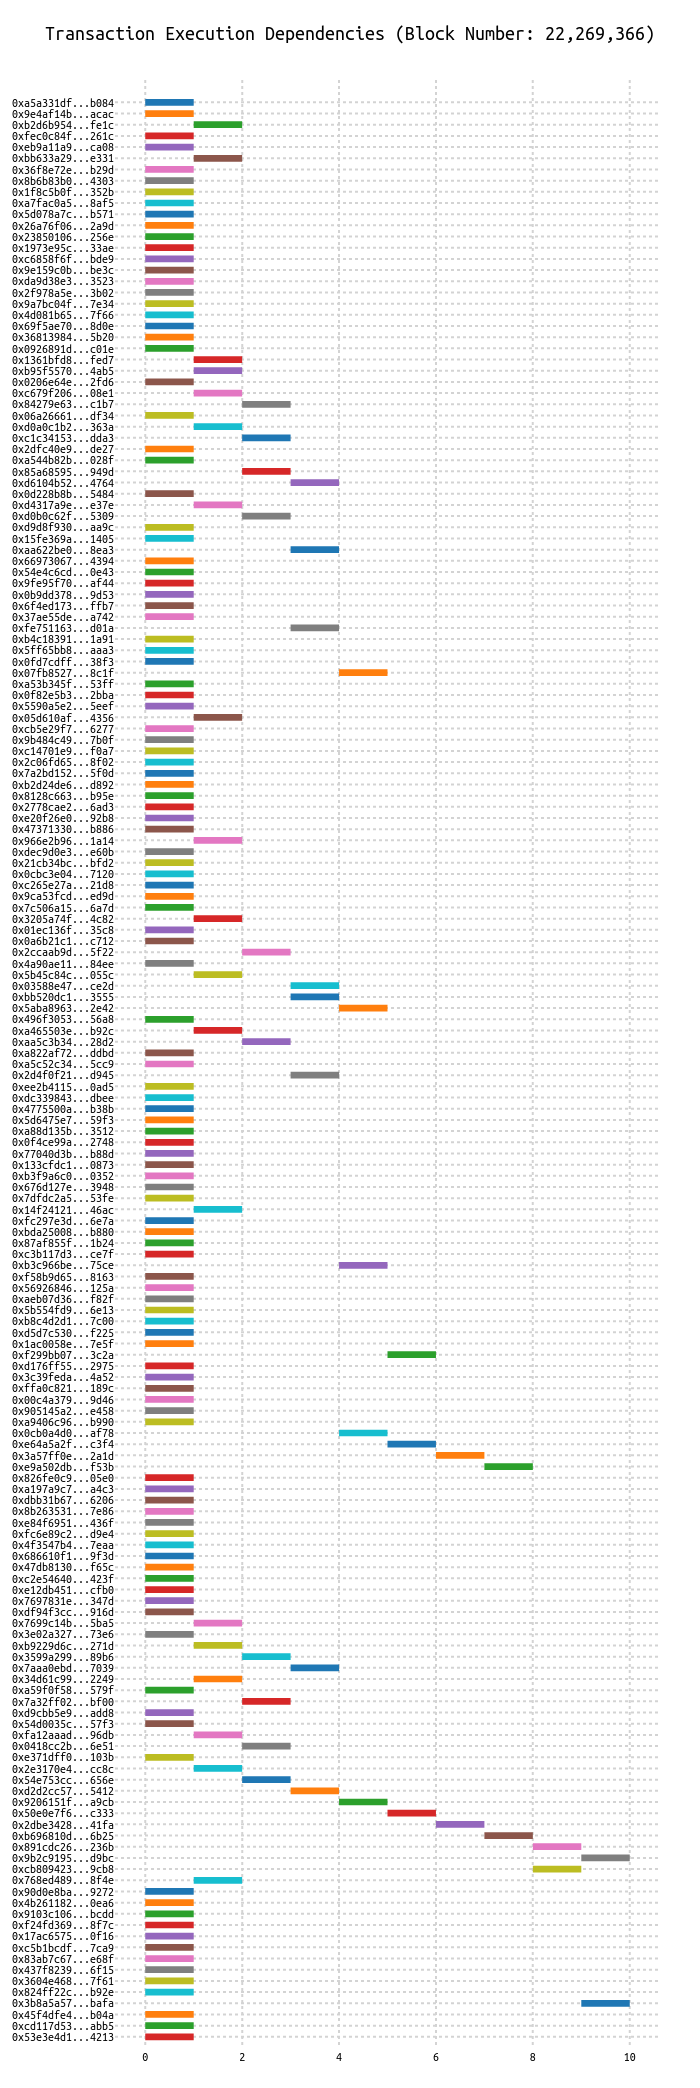 Transaction Execution Dependencies (Block Number: 22,269,366)
0xa5a331df...b084
0x9e4af14b...acac
0xb2d6b954...fe1c
0xfec0c84f...261c
0xeb9a11a9...ca08
0xbb633a29...e331
0x36f8e72e...b29d
0x8b6b83b0...4303
0x1f8c5b0f...352b
0xa7fac0a5...8af5
0x5d078a7c...b571
0x26a76f06...2a9d
0x23850106...256e
0x1973e95c...33ae
0xc6858f6f...bde9
0x9e159c0b...be3c
0xda9d38e3...3523
0x2f978a5e...3b02
0x9a7bc04f...7e34
0x4d081b65...7f66
0x69f5ae70...8d0e
0x36813984...5b20
0x0926891d...c01e
0x1361bfd8...fed7
0xb95f5570...4ab5
0x0206e64e...2fd6
0xc679f206...08e1
0x84279e63...c1b7
0x06a26661...df34
0xd0a0c1b2...363a
0xc1c34153...dda3
0x2dfc40e9...de27
0xa544b82b...028f
0x85a68595...949d
0xd6104b52...4764
0x0d228b8b...5484
0xd4317a9e...e37e
0xd0b0c62f...5309
0xd9d8f930...aa9c
0x15fe369a...1405
0xaa622be0...8ea3
0x66973067...4394
0x54e4c6cd...0e43
0x9fe95f70...af44
0x0b9dd378...9d53
0x6f4ed173...ffb7
0x37ae55de...a742
0xfe751163...d01a
0xb4c18391...1a91
0x5ff65bb8...aaa3
0x0fd7cdff...38f3
0x07fb8527...8c1f
0xa53b345f...53ff
0x0f82e5b3...2bba
0x5590a5e2...5eef
0x05d610af...4356
0xcb5e29f7...6277
0x9b484c49...7b0f
0xc14701e9...f0a7
0x2c06fd65...8f02
0x7a2bd152...5f0d
0xb2d24de6...d892
0x8128c663...b95e
0x2778cae2...6ad3
0xe20f26e0...92b8
0x47371330...b886
0x966e2b96...1a14
0xdec9d0e3...e60b
0x21cb34bc...bfd2
0x0cbc3e04...7120
0xc265e27a...21d8
0x9ca53fcd...ed9d
0x7c506a15...6a7d
0x3205a74f...4c82
0x01ec136f...35c8
0x0a6b21c1...c712
0x2ccaab9d...5f22
0x4a90ae11...84ee
0x5b45c84c...055c
0x03588e47...ce2d
0xbb520dc1...3555
0x5aba8963...2e42
0x496f3053...56a8
0xa465503e...b92c
0xaa5c3b34...28d2
0xa822af72...ddbd
0xa5c52c34...5cc9
0x2d4f0f21...d945
0xee2b4115...0ad5
0xdc339843...dbee
0x4775500a...b38b
0x5d6475e7...59f3
0xa88d135b...3512
0x0f4ce99a...2748
0x77040d3b...b88d
0x133cfdc1...0873
0xb3f9a6c0...0352
0x676d127e...3948
0x7dfdc2a5...53fe
0x14f24121...46ac
0xfc297e3d...6e7a
0xbda25008...b880
0x87af855f...1b24
0xc3b117d3...ce7f
0xb3c966be...75ce
0xf58b9d65...8163
0x56926846...125a
0xaeb07d36...f82f
0x5b554fd9...6e13
0xb8c4d2d1...7c00
0xd5d7c530...f225
0x1ac0058e...7e5f
0xf299bb07...3c2a
0xd176ff55...2975
0x3c39feda...4a52
0xffa0c821...189c
0x00c4a379...9d46
0x905145a2...e458
0xa9406c96...b990
0x0cb0a4d0...af78
0xe64a5a2f...c3f4
0x3a57ff0e...2a1d
0xe9a502db...f53b
0x826fe0c9...05e0
0xa197a9c7...a4c3
0xdbb31b67...6206
0x8b263531...7e86
0xe84f6951...436f
0xfc6e89c2...d9e4
0x4f3547b4...7eaa
0x686610f1...9f3d
0x47db8130...f65c
0xc2e54640...423f
0xe12db451...cfb0
0x7697831e...347d
0xdf94f3cc...916d
0x7699c14b...5ba5
0x3e02a327...73e6
0xb9229d6c...271d
0x3599a299...89b6
0x7aaa0ebd...7039
0x34d61c99...2249
0xa59f0f58...579f
0x7a32ff02...bf00
0xd9cbb5e9...add8
0x54d0035c...57f3
0xfa12aaad...96db
0x0418cc2b...6e51
0xe371dff0...103b
0x2e3170e4...cc8c
0x54e753cc...656e
0xd2d2cc57...5412
0x9206151f...a9cb
0x50e0e7f6...c333
0x2dbe3428...41fa
0xb696810d...6b25
0x891cdc26...236b
0x9b2c9195...d9bc
0xcb809423...9cb8
0x768ed489...8f4e
0x90d0e8ba...9272
0x4b261182...0ea6
0x9103c106...bcdd
0xf24fd369...8f7c
0x17ac6575...0f16
0xc5b1bcdf...7ca9
0x83ab7c67...e68f
0x437f8239...6f15
0x3604e468...7f61
0x824ff22c...b92e
0x3b8a5a57...bafa
0x45f4dfe4...b04a
0xcd117d53...abb5
0x53e3e4d1...4213
0 2 4 6 8 10